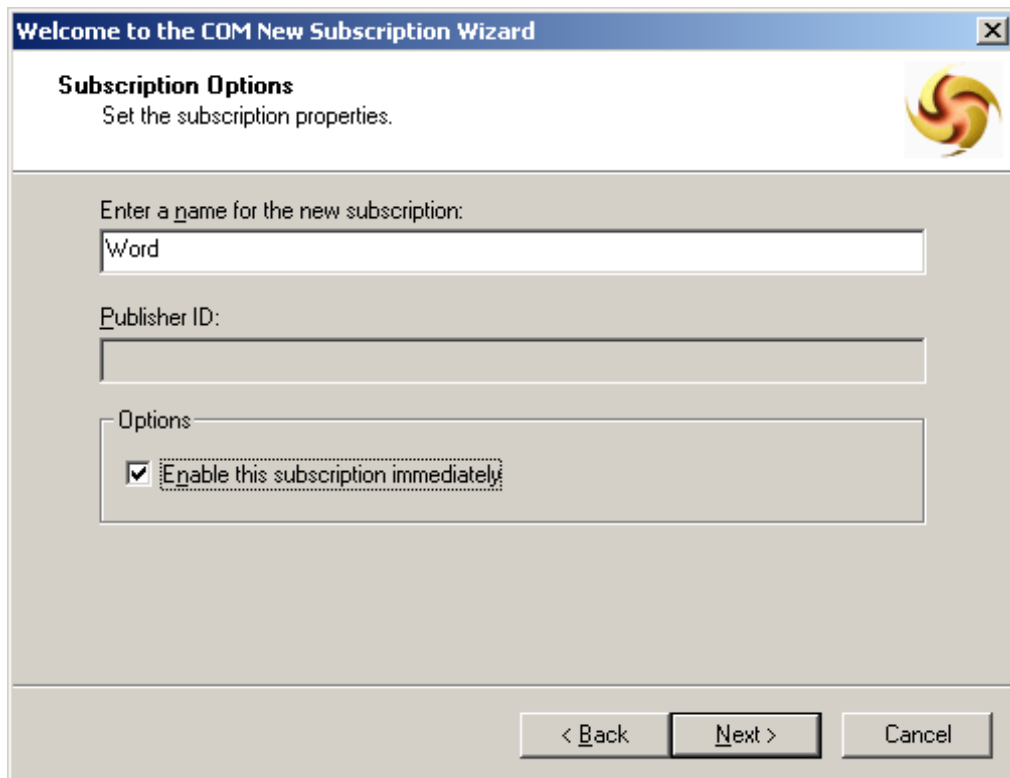 Welcome to the COM New Subscription Wizard
Subscription Options
Set the subscription properties.
Enter a name for the new subscription:
Word
Publisher ID:
Options
Enable this subscription immediately
< Back Next > Cancel